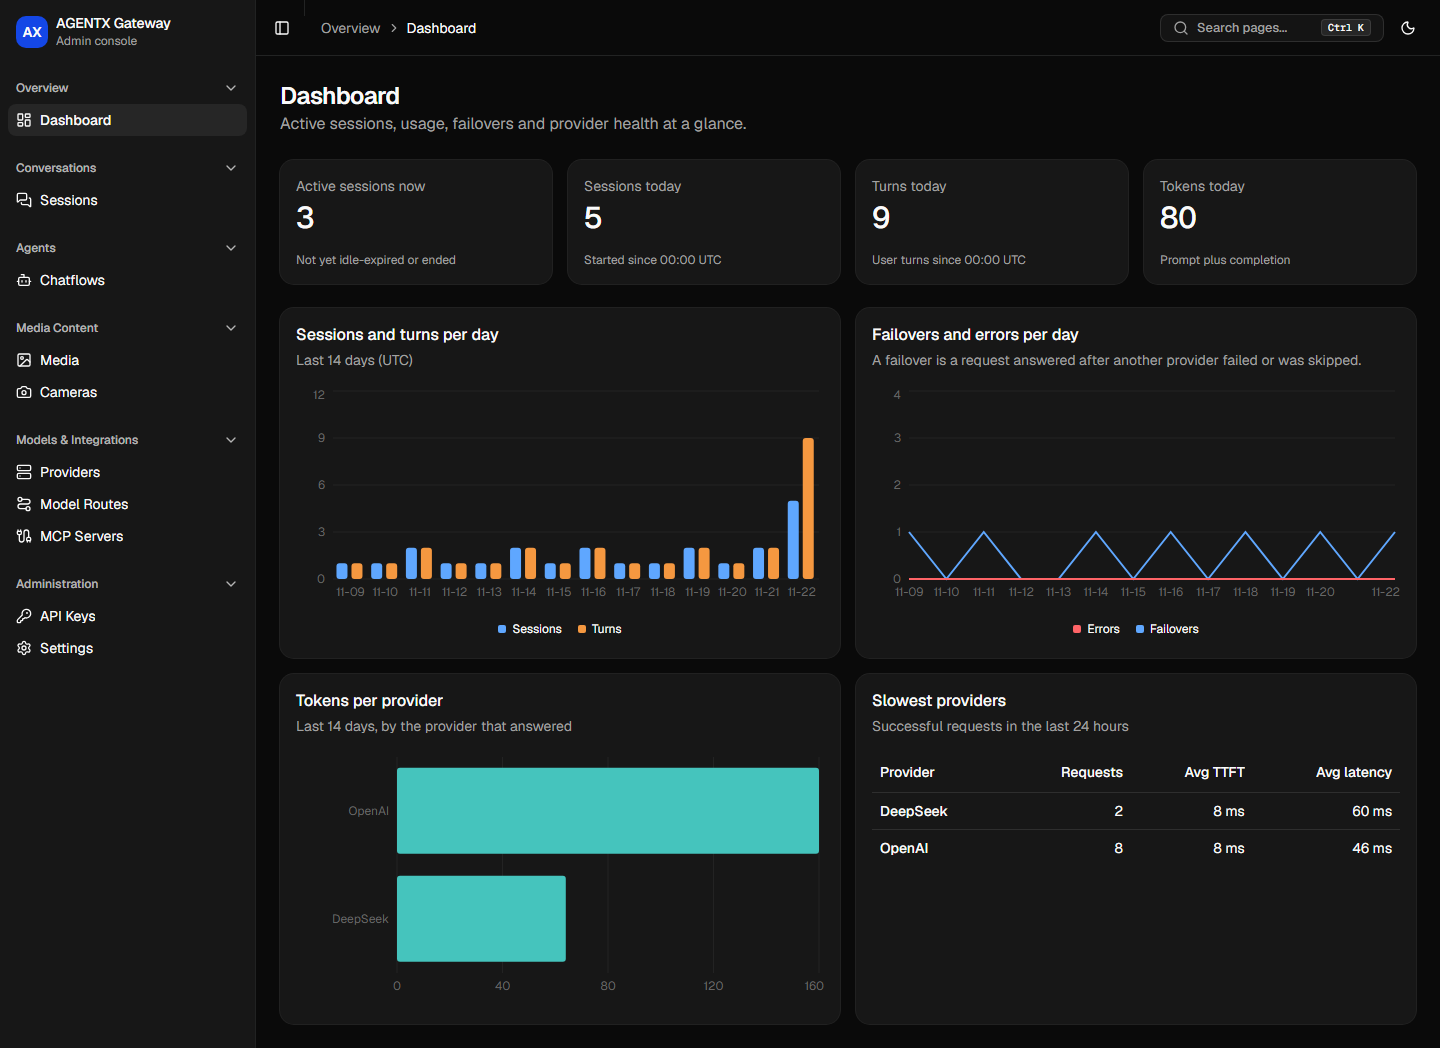 AX
AGENTX Gateway
Admin console
Overview
Dashboard
Conversations
Sessions
Agents
Chatflows
Media Content
Media
Cameras
Models & Integrations
Providers
Model Routes
MCP Servers
Administration
API Keys
Settings
Overview > Dashboard
Search pages... Ctrl K
Dashboard
Active sessions, usage, failovers and provider health at a glance.
Active sessions now
3
Not yet idle-expired or ended
Sessions today
5
Started since 00:00 UTC
Turns today
9
User turns since 00:00 UTC
Tokens today
80
Prompt plus completion
Sessions and turns per day
Last 14 days (UTC)
12
9
6
3
0
11-09 11-10 11-11 11-12 11-13 11-14 11-15 11-16 11-17 11-18 11-19 11-20 11-21 11-22
Sessions Turns
Failovers and errors per day
A failover is a request answered after another provider failed or was skipped.
4
3
2
1
0
11-09 11-10 11-11 11-12 11-13 11-14 11-15 11-16 11-17 11-18 11-19 11-20 11-22
Errors Failovers
Tokens per provider
Last 14 days, by the provider that answered
OpenAI
DeepSeek
0 40 80 120 160
Slowest providers
Successful requests in the last 24 hours
Provider Requests Avg TTFT Avg latency
DeepSeek 2 8 ms 60 ms
OpenAI 8 8 ms 46 ms